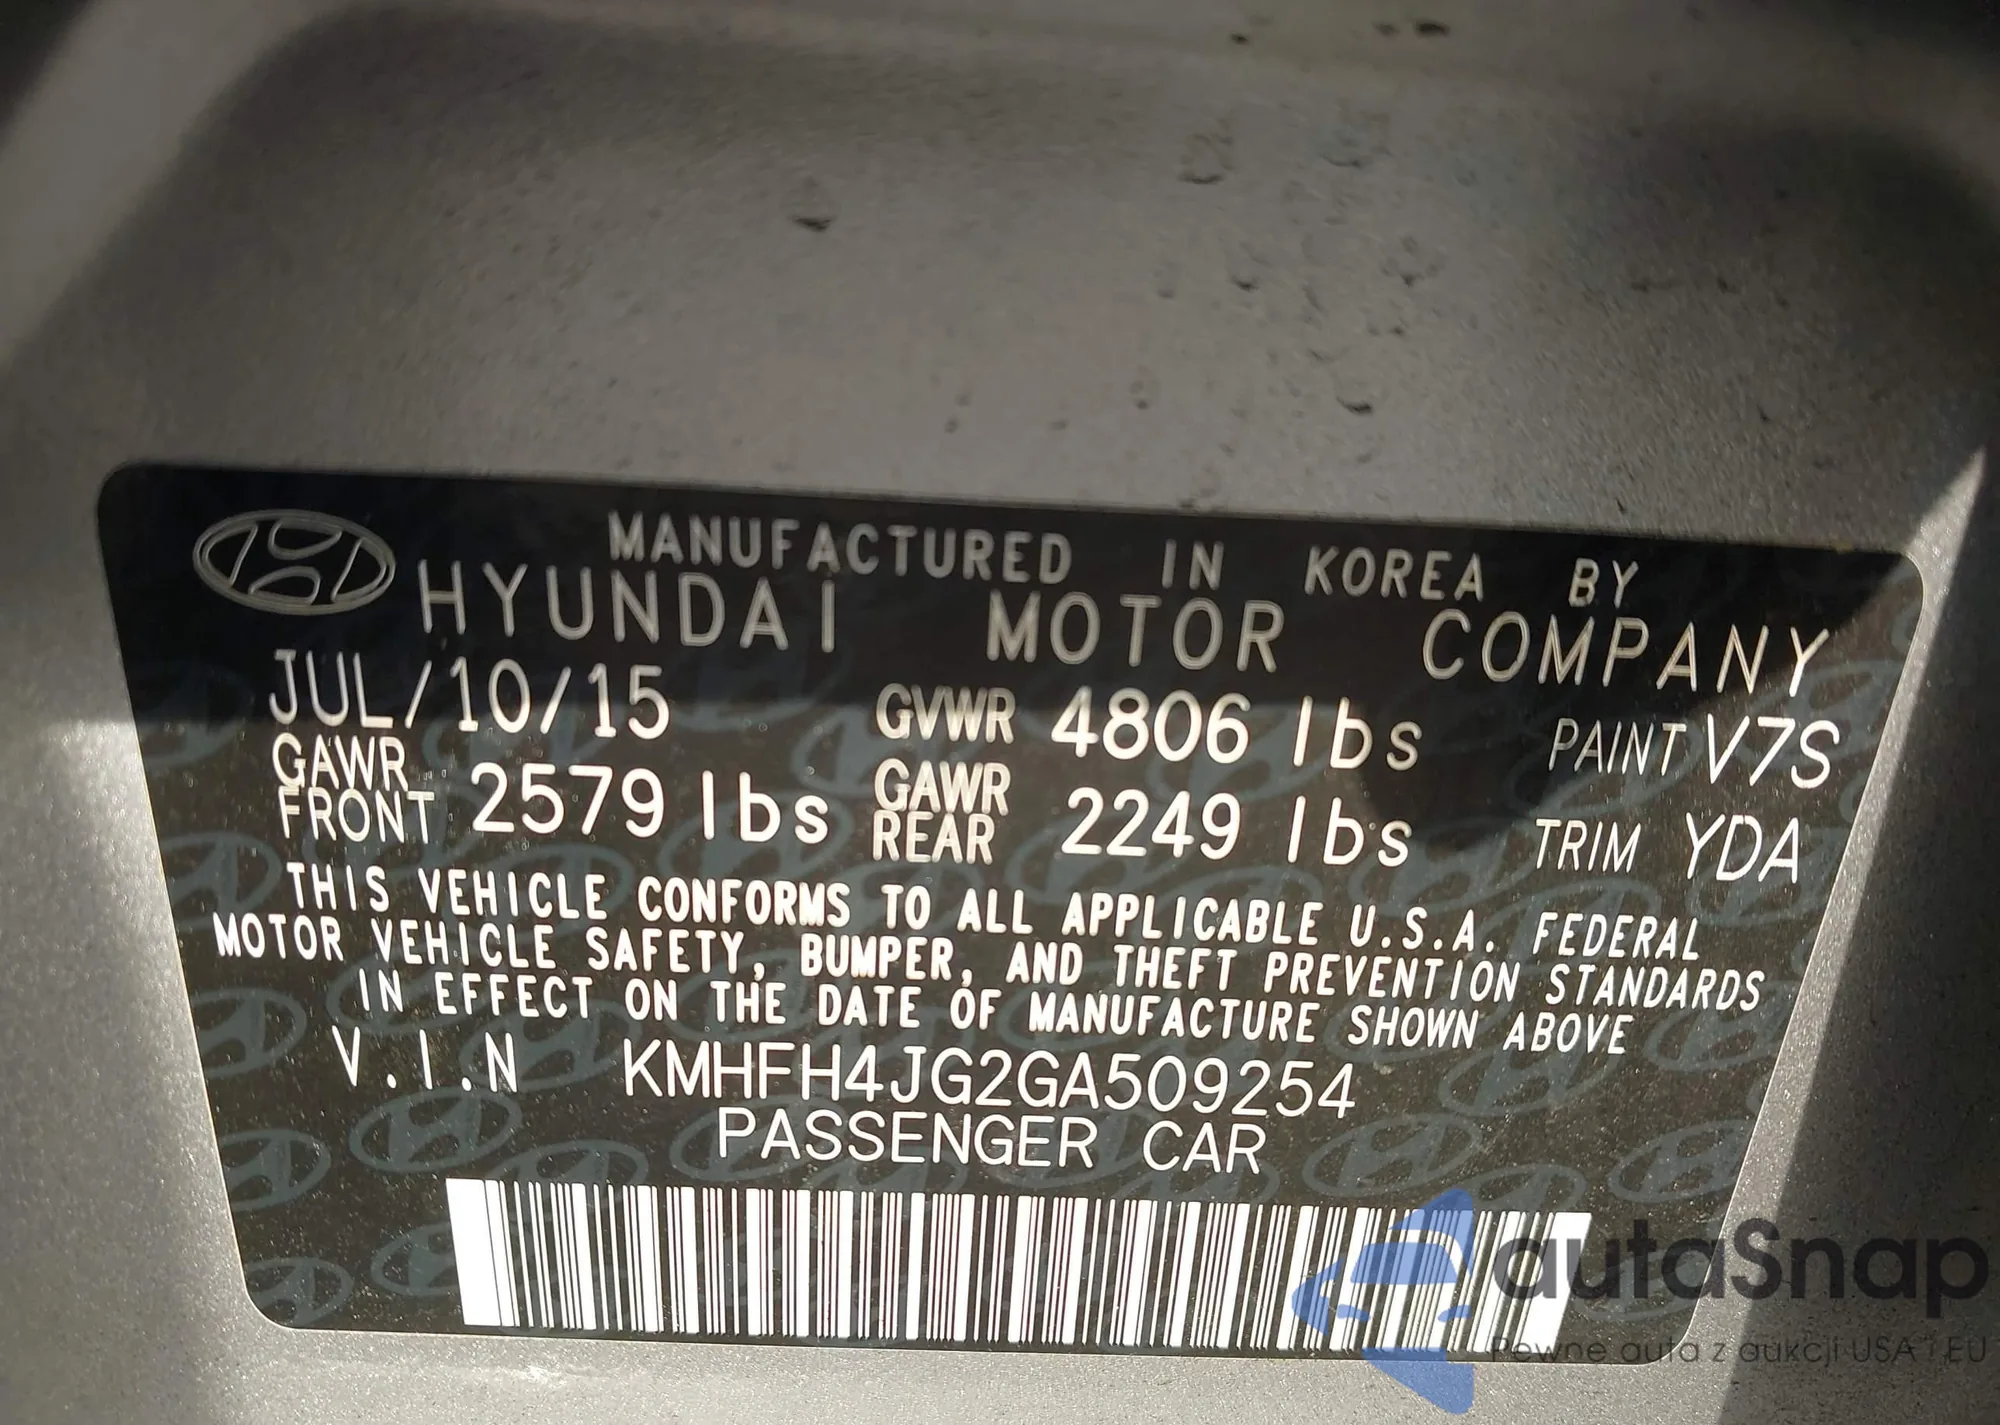 MANUFACTURED IN KOREA BY
HYUNDAI MOTOR COMPANY
JUL/10/15 GVWR 4806 lbs PAINT V7S
GAWR FRONT 2579 lbs GAWR REAR 2249 lbs TRIM YDA
THIS VEHICLE CONFORMS TO ALL APPLICABLE U.S.A. FEDERAL
MOTOR VEHICLE SAFETY, BUMPER, AND THEFT PREVENTION STANDARDS
IN EFFECT ON THE DATE OF MANUFACTURE SHOWN ABOVE
V.I.N KMHFH4JG2GA509254
PASSENGER CAR
autaSnap
Pewne auta z aukcji USA i EU